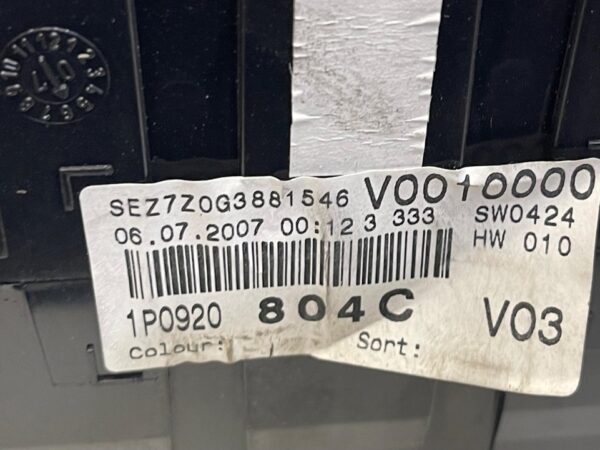 SEZ7Z0G3881546 V0010000
06.07.2007 00:12 3 333 SW0424
HW 010
1P0920 804C V03
Colour: Sort: